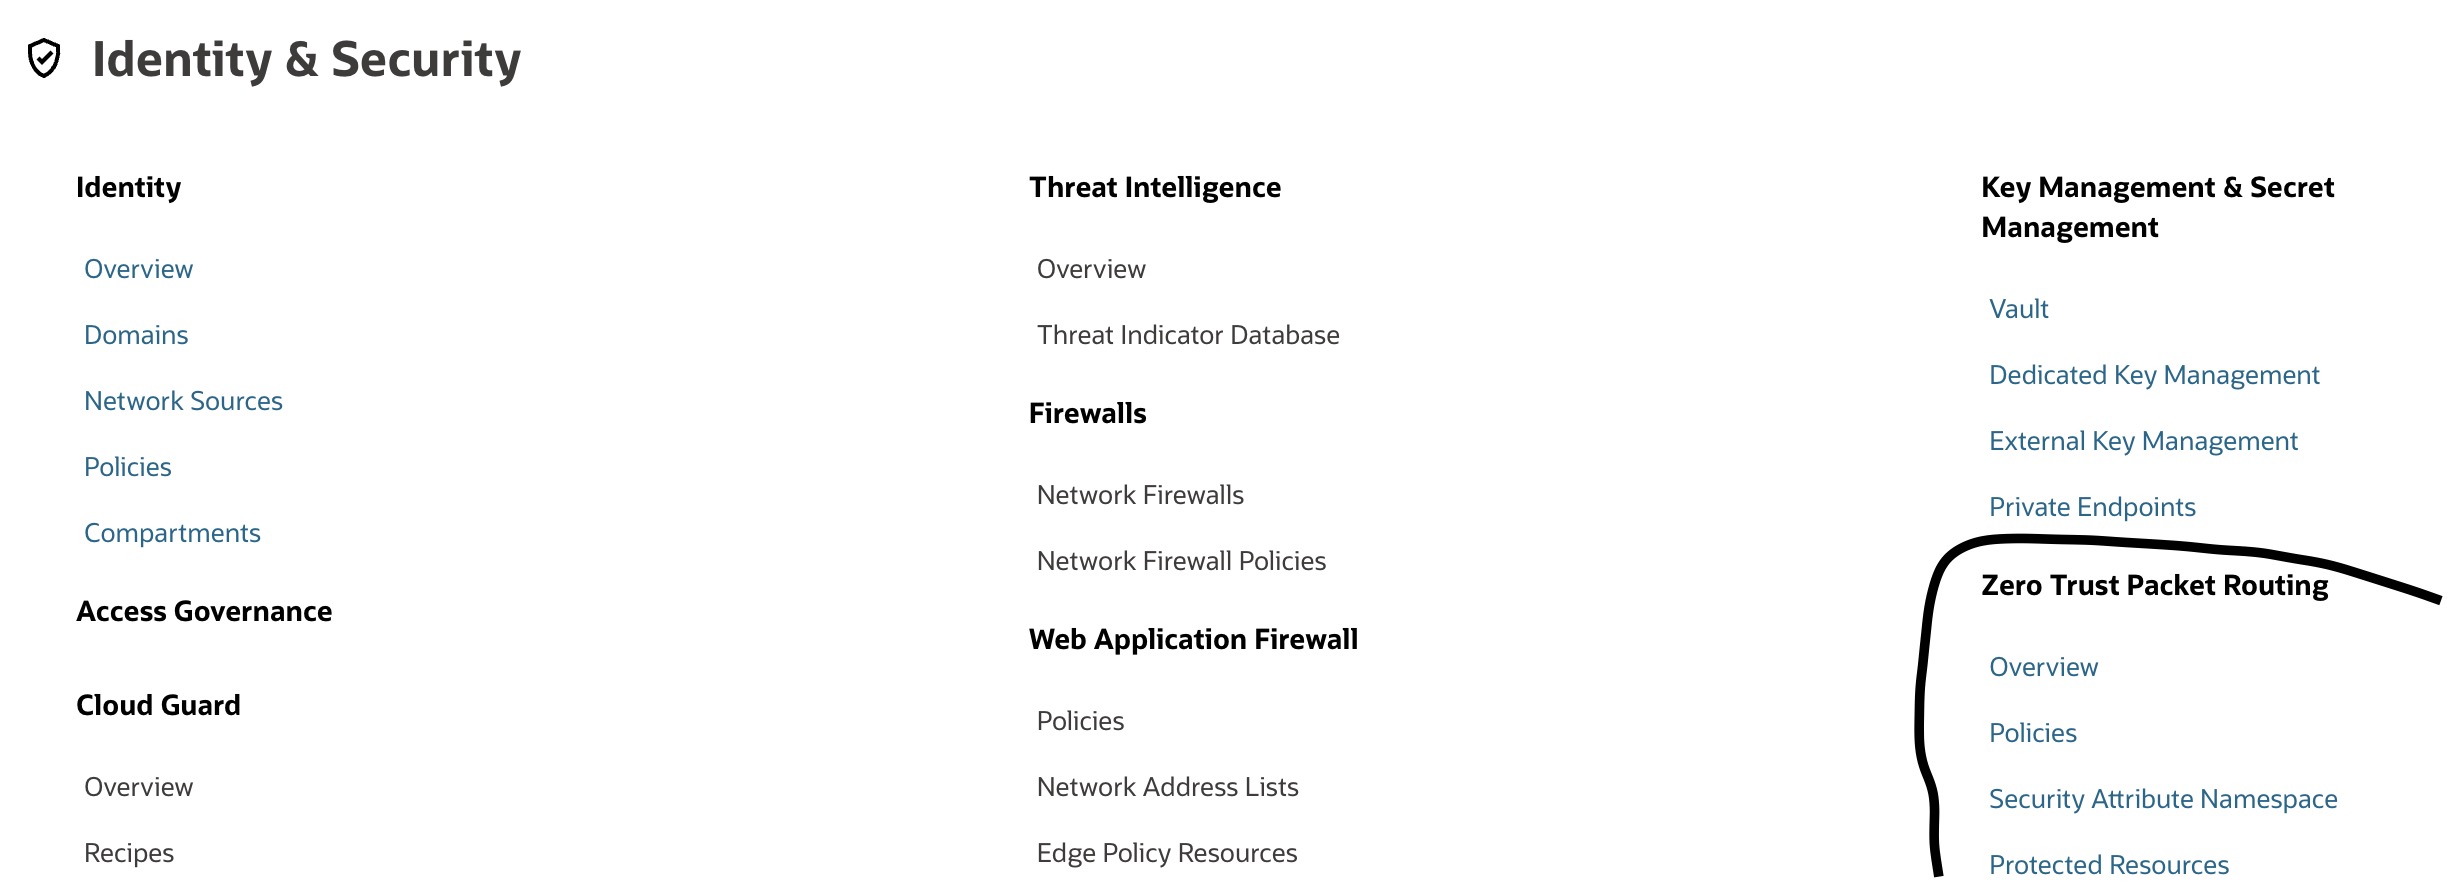 Identity & Security
Identity
Overview
Domains
Network Sources
Policies
Compartments
Access Governance
Cloud Guard
Overview
Recipes
Threat Intelligence
Overview
Threat Indicator Database
Firewalls
Network Firewalls
Network Firewall Policies
Web Application Firewall
Policies
Network Address Lists
Edge Policy Resources
Key Management & Secret
Management
Vault
Dedicated Key Management
External Key Management
Private Endpoints
Zero Trust Packet Routing
Overview
Policies
Security Attribute Namespace
Protected Resources